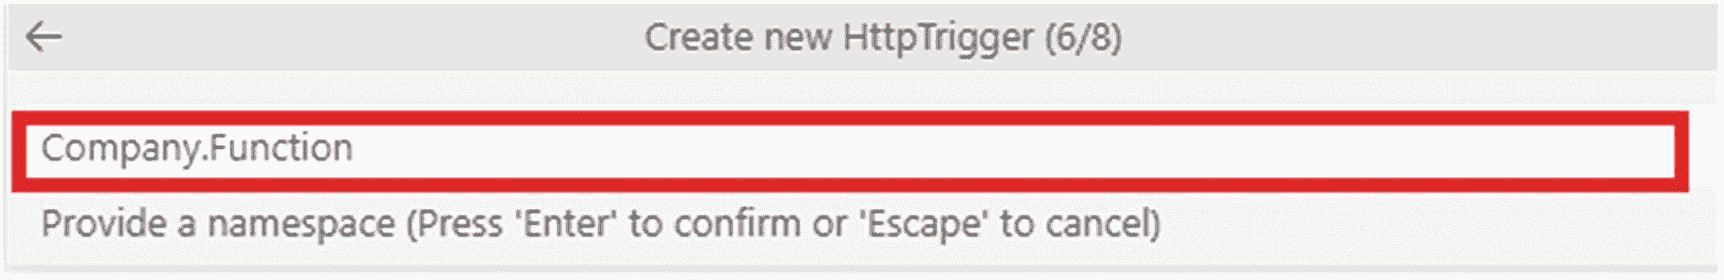 Create new HttpTrigger (6/8)
Company.Function
Provide a namespace (Press 'Enter' to confirm or 'Escape' to cancel)